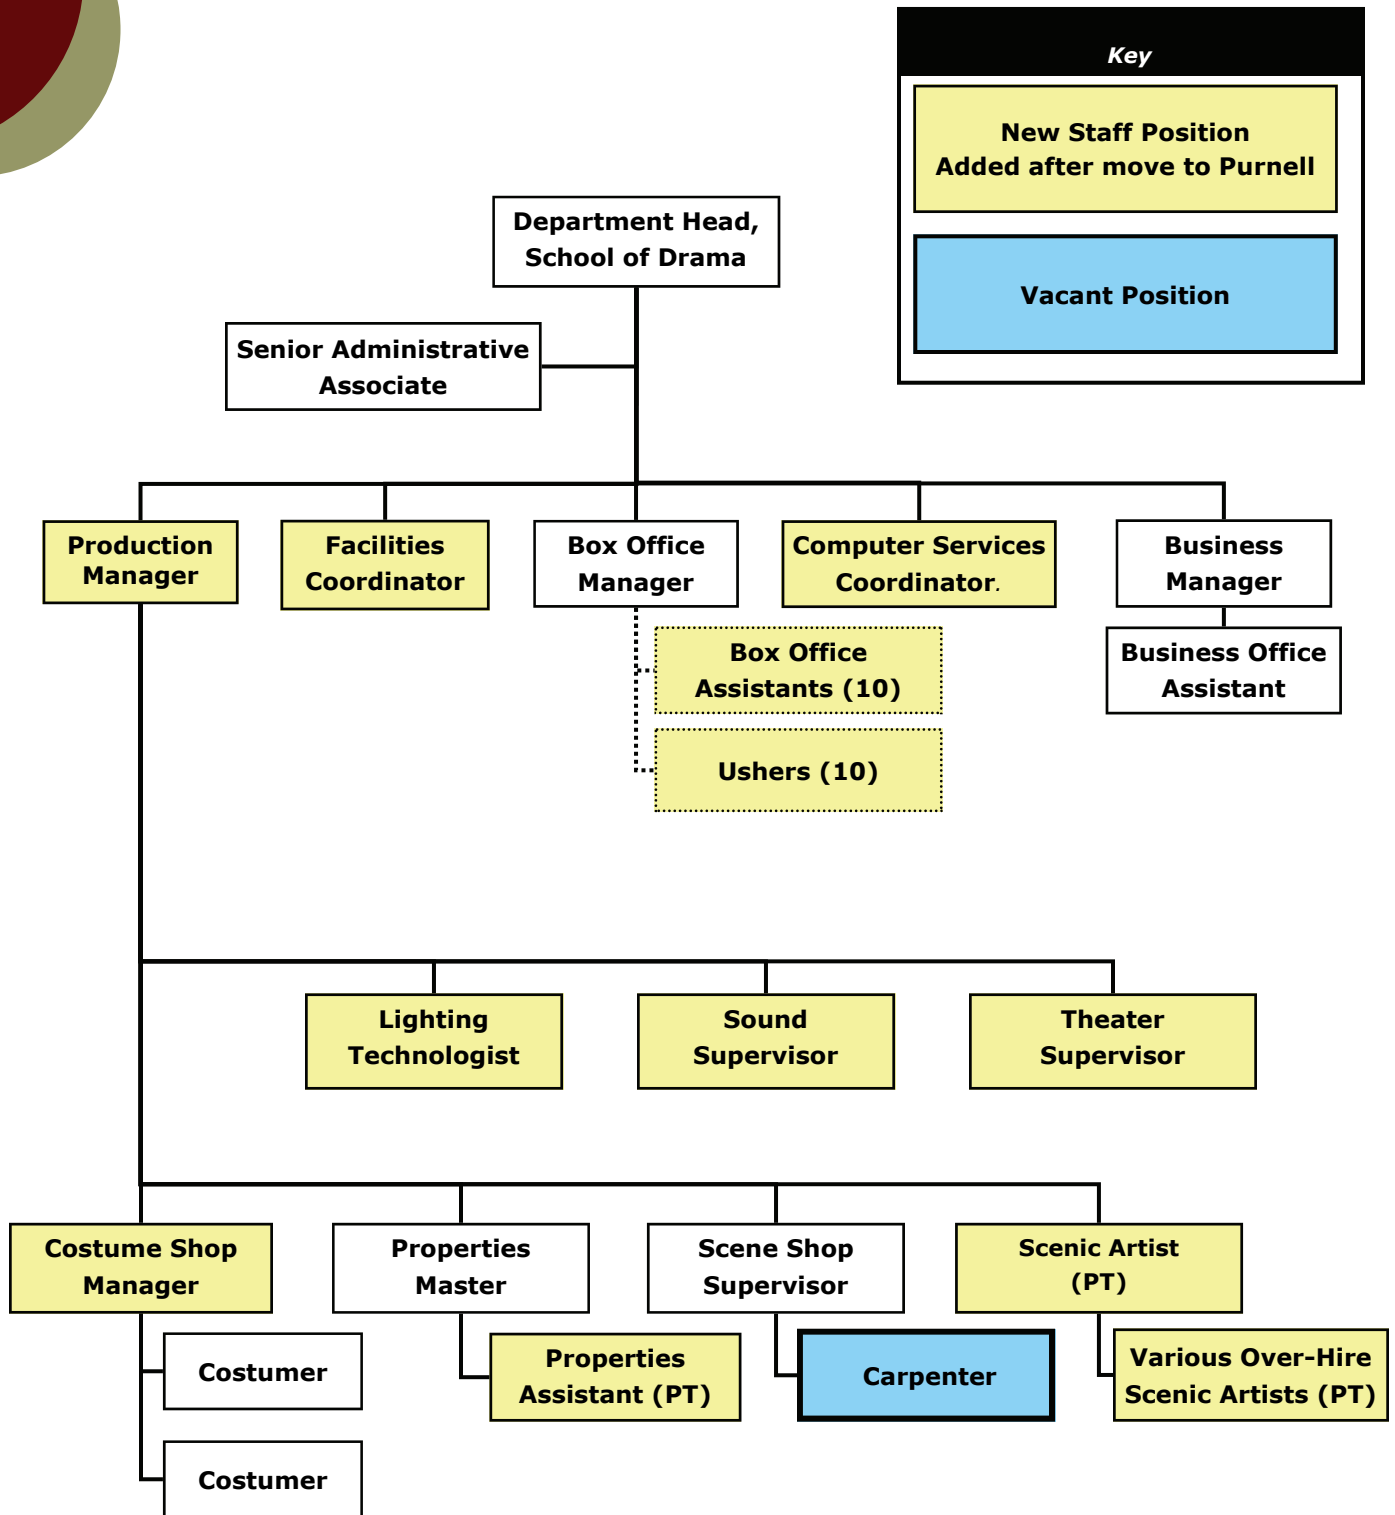 Key
New Staff Position
Added after move to Purnell
Vacant Position
Department Head,
School of Drama
Senior Administrative
Associate
Production
Manager
Facilities
Coordinator
Box Office
Manager
Computer Services
Coordinator.
Business
Manager
Box Office
Assistants (10)
Business Office
Assistant
Ushers (10)
Lighting
Technologist
Sound
Supervisor
Theater
Supervisor
Costume Shop
Manager
Properties
Master
Scene Shop
Supervisor
Scenic Artist
(PT)
Costumer
Properties
Assistant (PT)
Carpenter
Various Over-Hire
Scenic Artists (PT)
Costumer